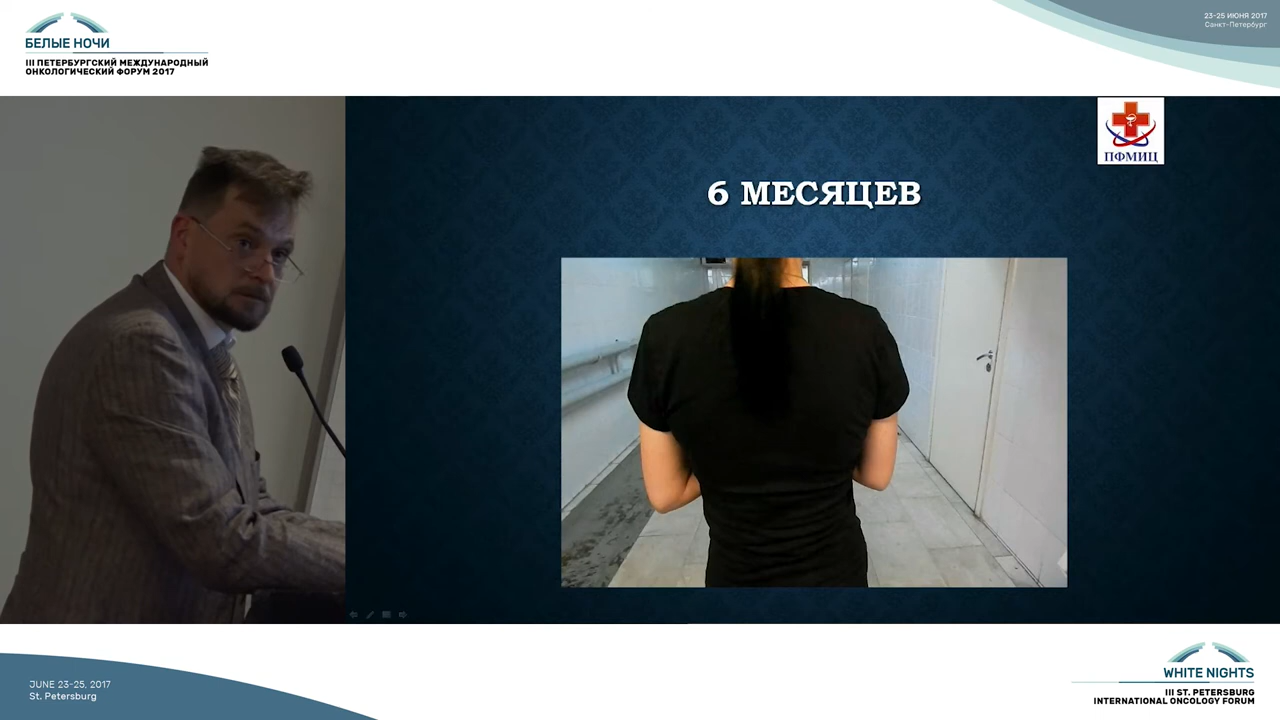 БЕЛЫЕ НОЧИ
III ПЕТЕРБУРГСКИЙ МЕЖДУНАРОДНЫЙ
ОНКОЛОГИЧЕСКИЙ ФОРУМ 2017
23-25 ИЮНЯ 2017
Санкт-Петербург
ПФМИЦ
6 МЕСЯЦЕВ
JUNE 23-25, 2017
St. Petersburg
WHITE NIGHTS
III ST. PETERSBURG
INTERNATIONAL ONCOLOGY FORUM